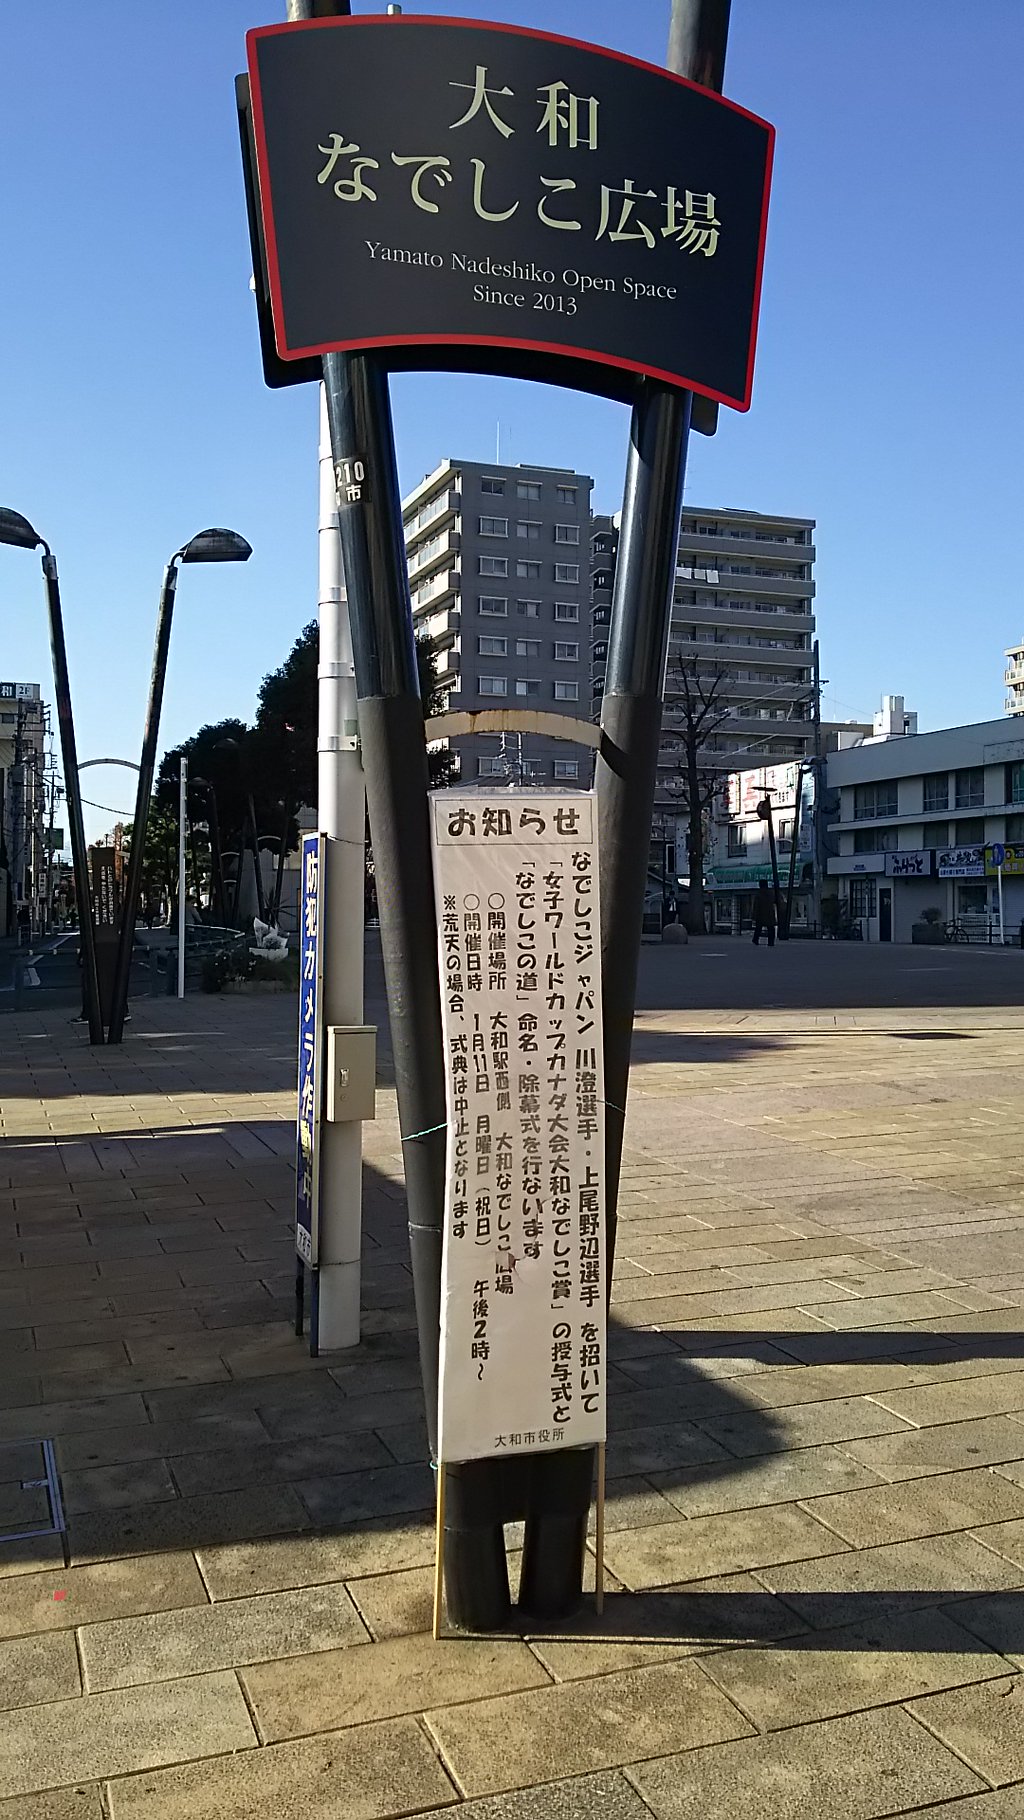 大和
なでしこ広場
Yamato Nadeshiko Open Space
Since 2013
210
市
お知らせ
なでしこジャパン 川澄選手・上尾野辺選手 を招いて
「女子ワールドカップカナダ大会大和なでしこ賞」の授与式と
「なでしこの道」命名・除幕式を行ないます
○開催場所 大和駅西側 大和なでしこ広場
○開催日時 1月11日 月曜日(祝日) 午後2時~
※荒天の場合、式典は中止となります
大和市役所
防犯カメラ作動中
和 2F